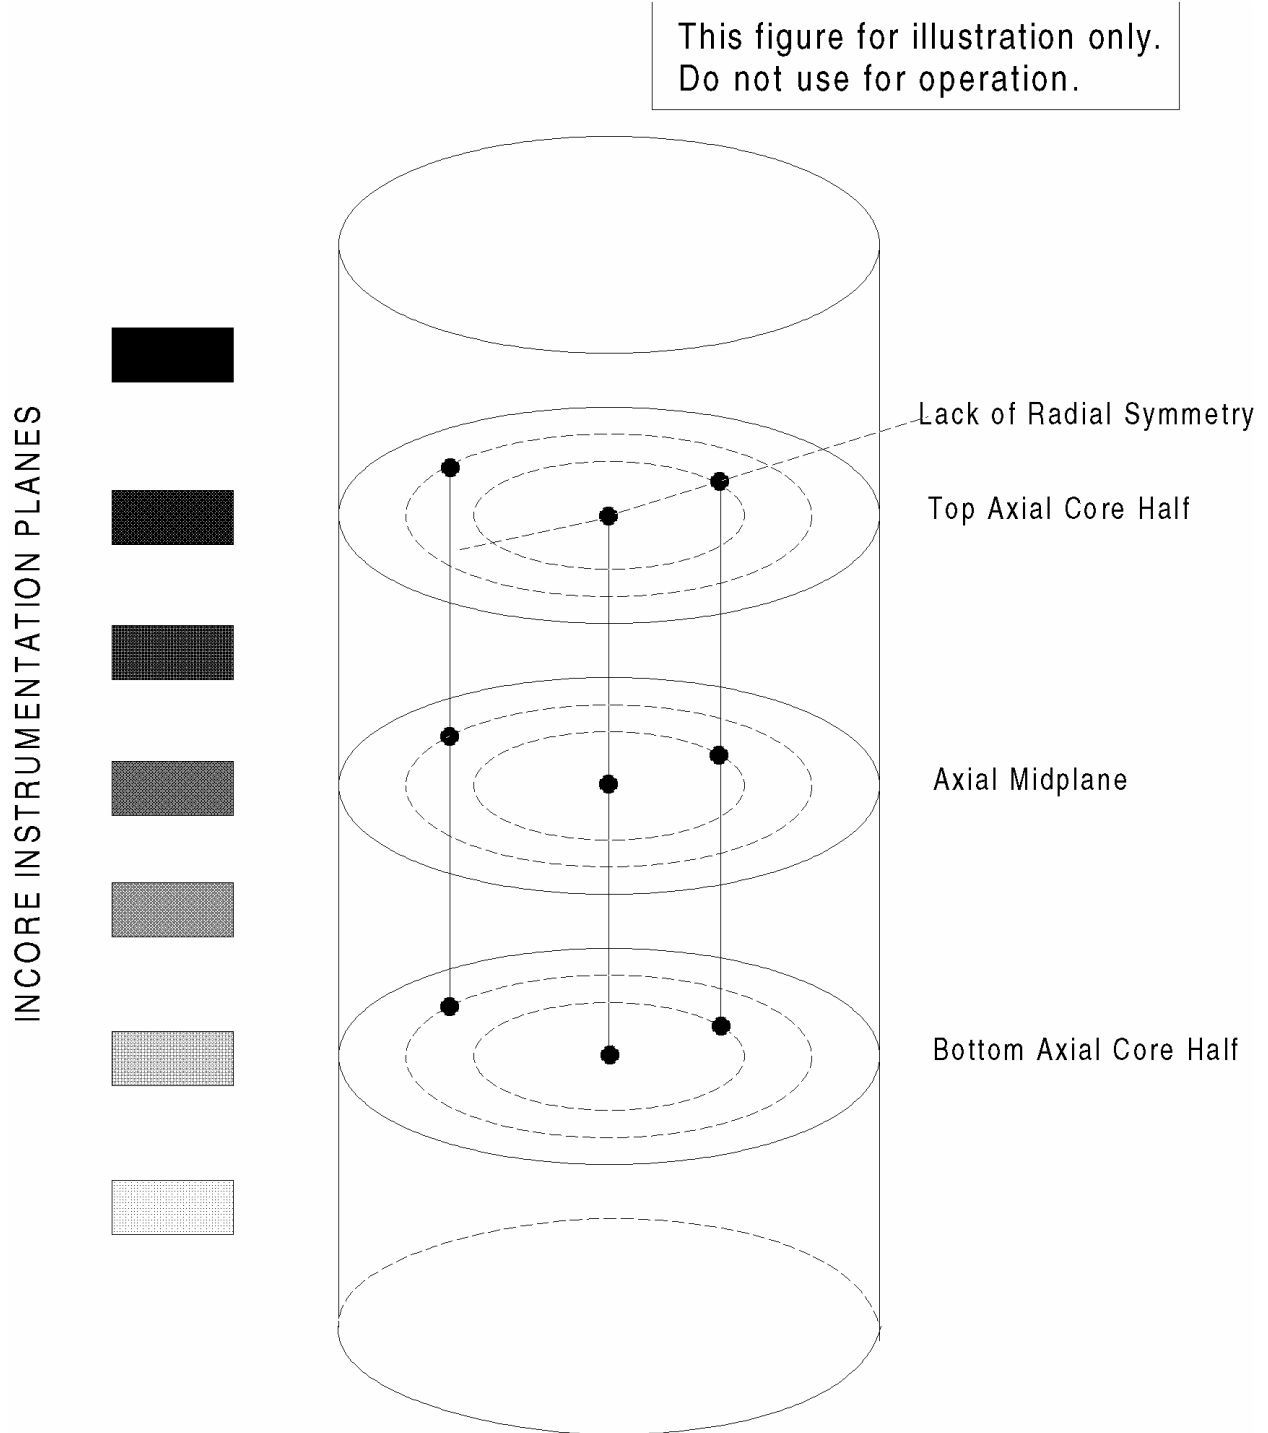 This figure for illustration only.
Do not use for operation.
INCORE INSTRUMENTATION PLANES
Lack of Radial Symmetry
Top Axial Core Half
Axial Midplane
Bottom Axial Core Half